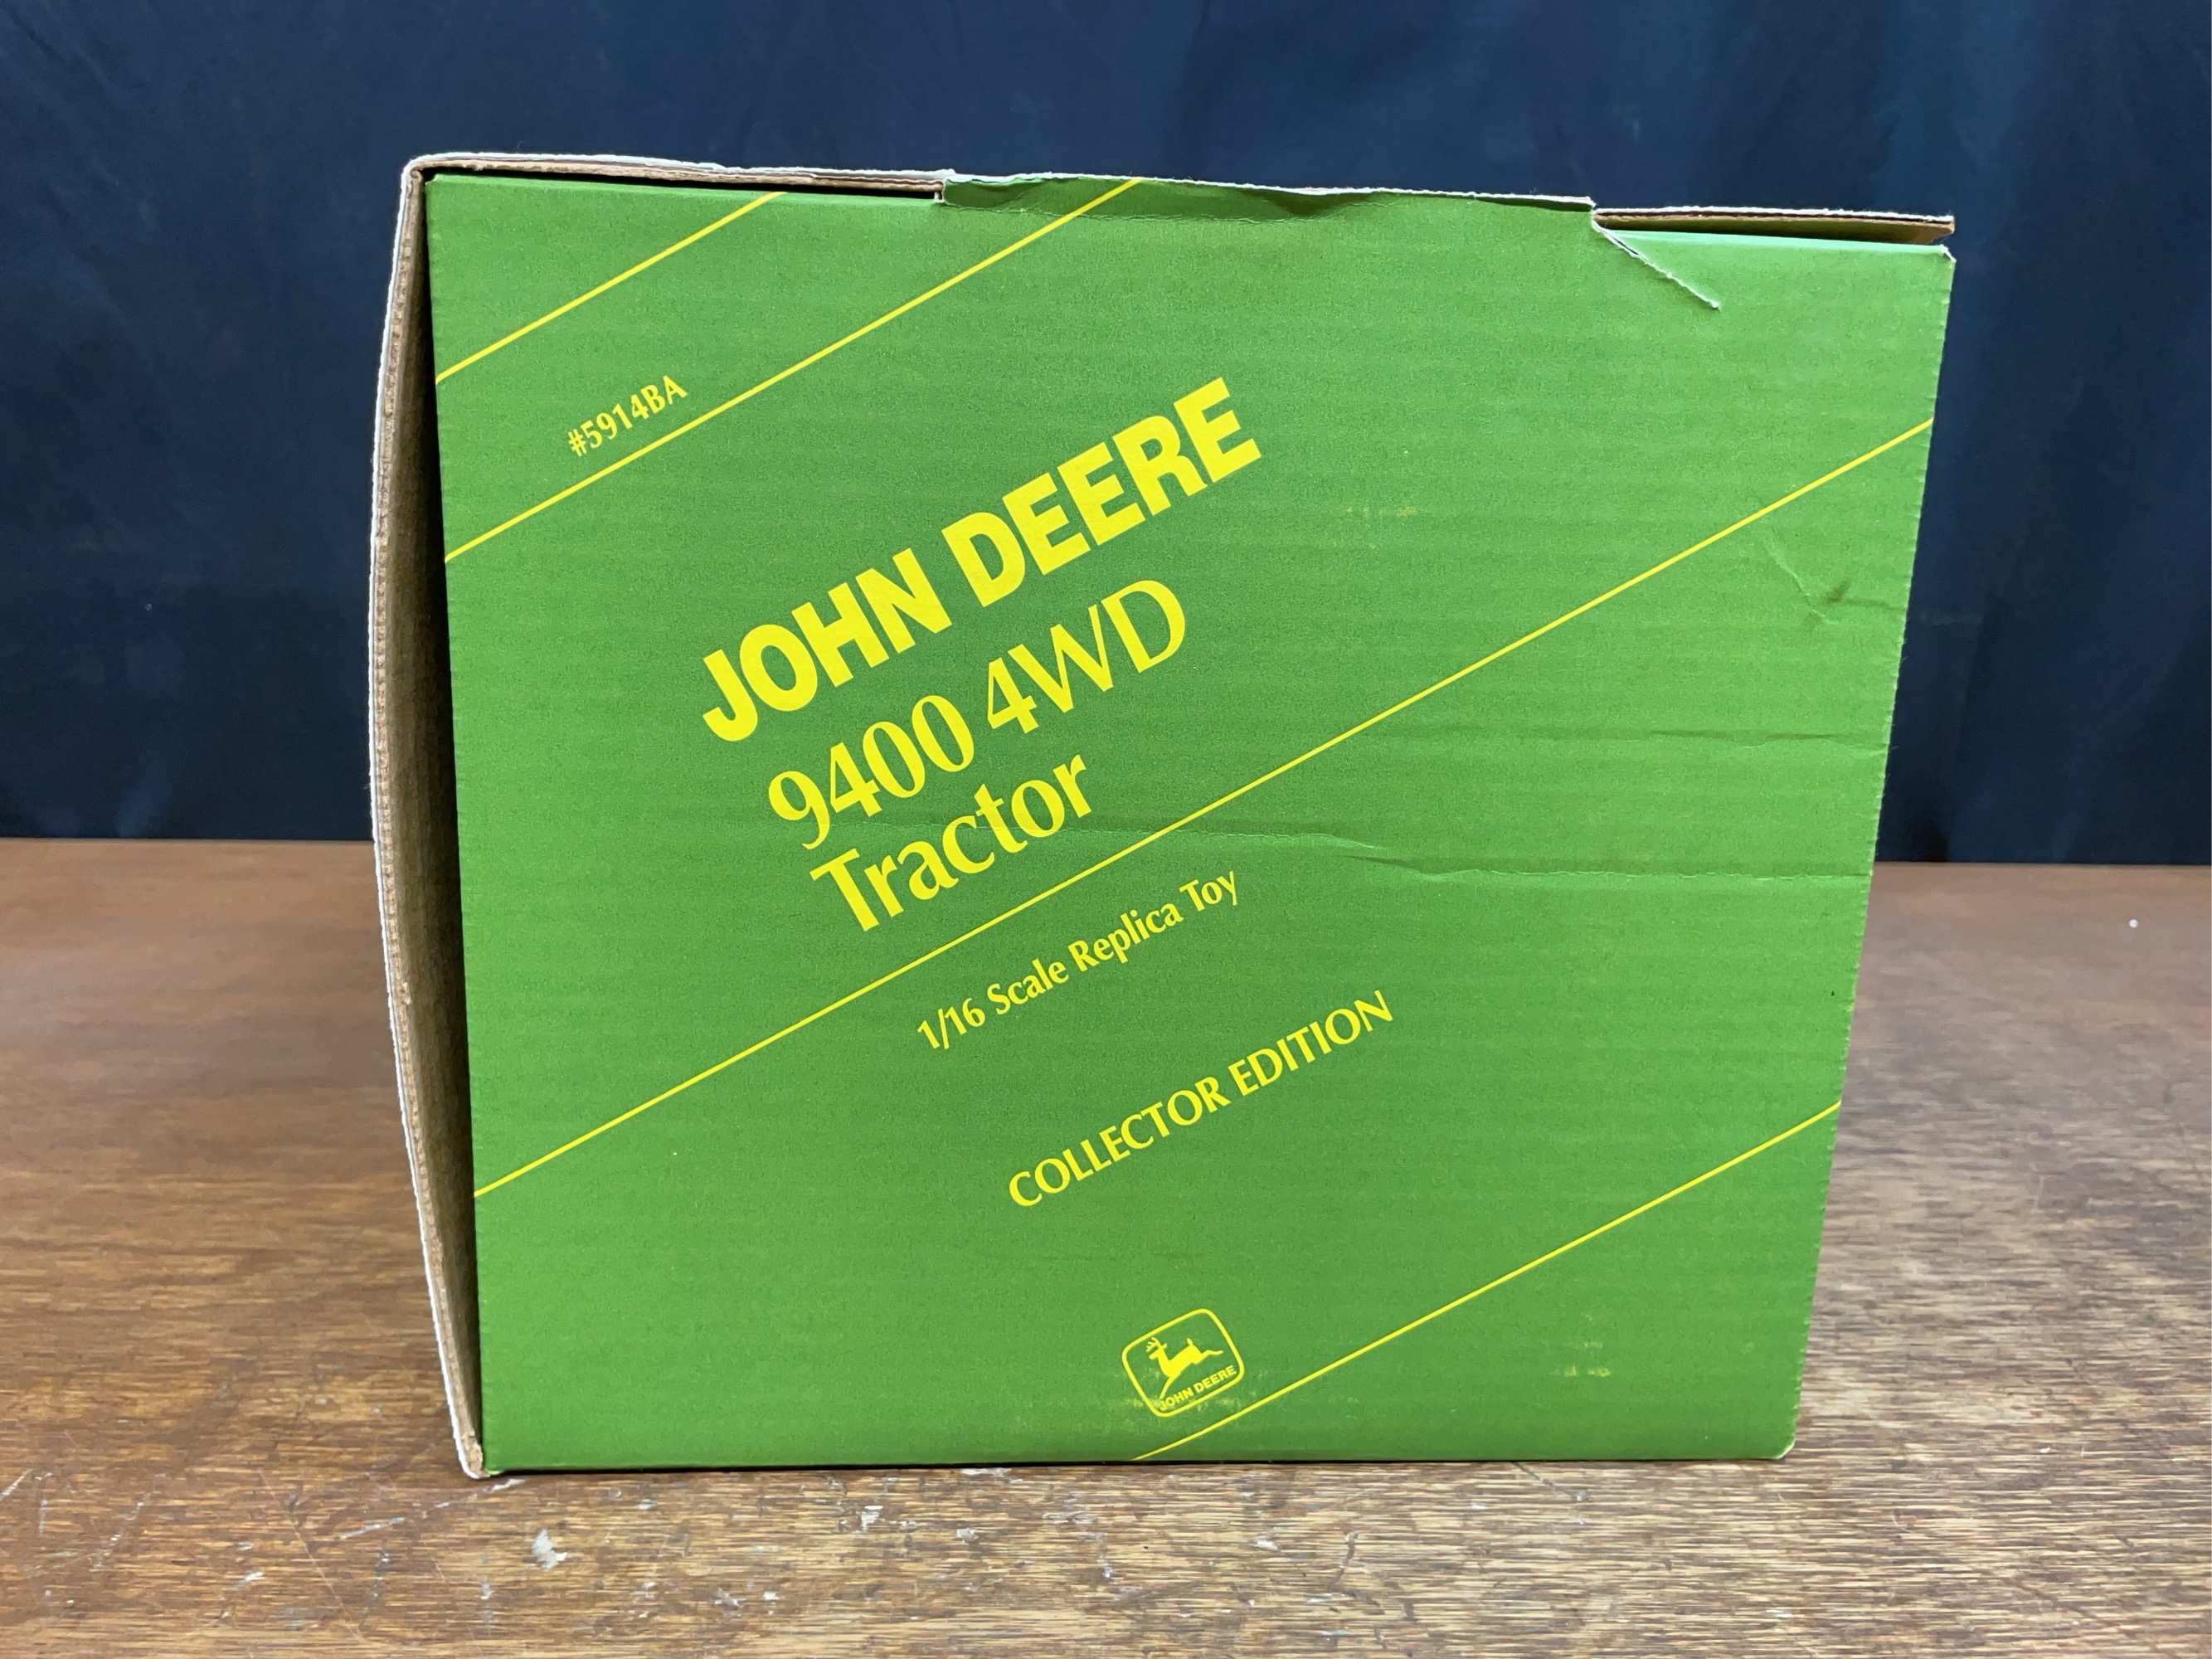 #5914BA
JOHN DEERE
9400 4WD
Tractor
1/16 Scale Replica Toy
COLLECTOR EDITION
JOHN DEERE